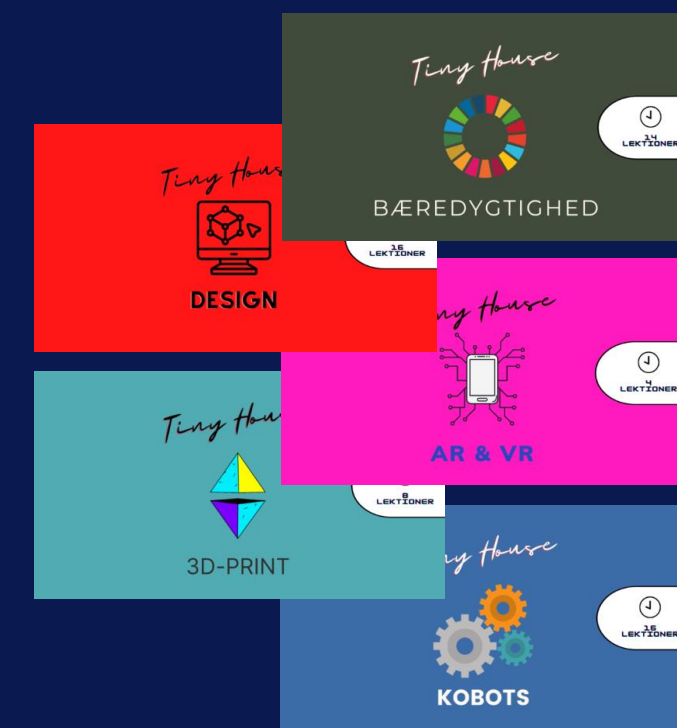 Tiny House
14
LEKTIONER
BÆREDYGTIGHED
Tiny Hous
16
LEKTIONER
DESIGN
ny House
4
LEKTIONER
AR & VR
Tiny Hou
8
LEKTIONER
3D-PRINT
ny House
16
LEKTIONER
KOBOTS